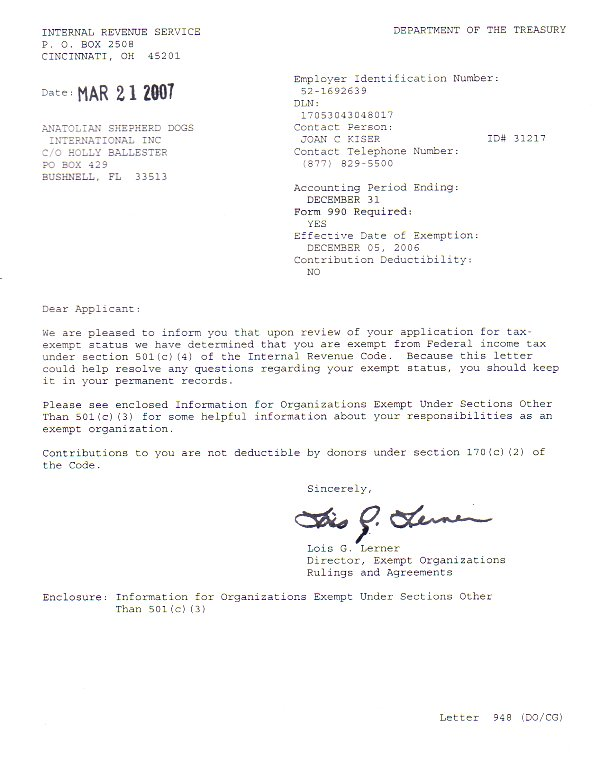 INTERNAL REVENUE SERVICE
P. O. BOX 2508
CINCINNATI, OH 45201
DEPARTMENT OF THE TREASURY
Date: MAR 21 2007
ANATOLIAN SHEPHERD DOGS
INTERNATIONAL INC
C/O HOLLY BALLESTER
PO BOX 429
BUSHNELL, FL 33513
Employer Identification Number:
52-1692639
DLN:
17053043048017
Contact Person:
JOAN C KISER ID# 31217
Contact Telephone Number:
(877) 829-5500
Accounting Period Ending:
DECEMBER 31
Form 990 Required:
YES
Effective Date of Exemption:
DECEMBER 05, 2006
Contribution Deductibility:
NO
Dear Applicant:
We are pleased to inform you that upon review of your application for tax-
exempt status we have determined that you are exempt from Federal income tax
under section 501(c)(4) of the Internal Revenue Code. Because this letter
could help resolve any questions regarding your exempt status, you should keep
it in your permanent records.
Please see enclosed Information for Organizations Exempt Under Sections Other
Than 501(c)(3) for some helpful information about your responsibilities as an
exempt organization.
Contributions to you are not deductible by donors under section 170(c)(2) of
the Code.
Sincerely,
Lois G. Lerner
Lois G. Lerner
Director, Exempt Organizations
Rulings and Agreements
Enclosure: Information for Organizations Exempt Under Sections Other
Than 501(c)(3)
Letter 948 (DO/CG)